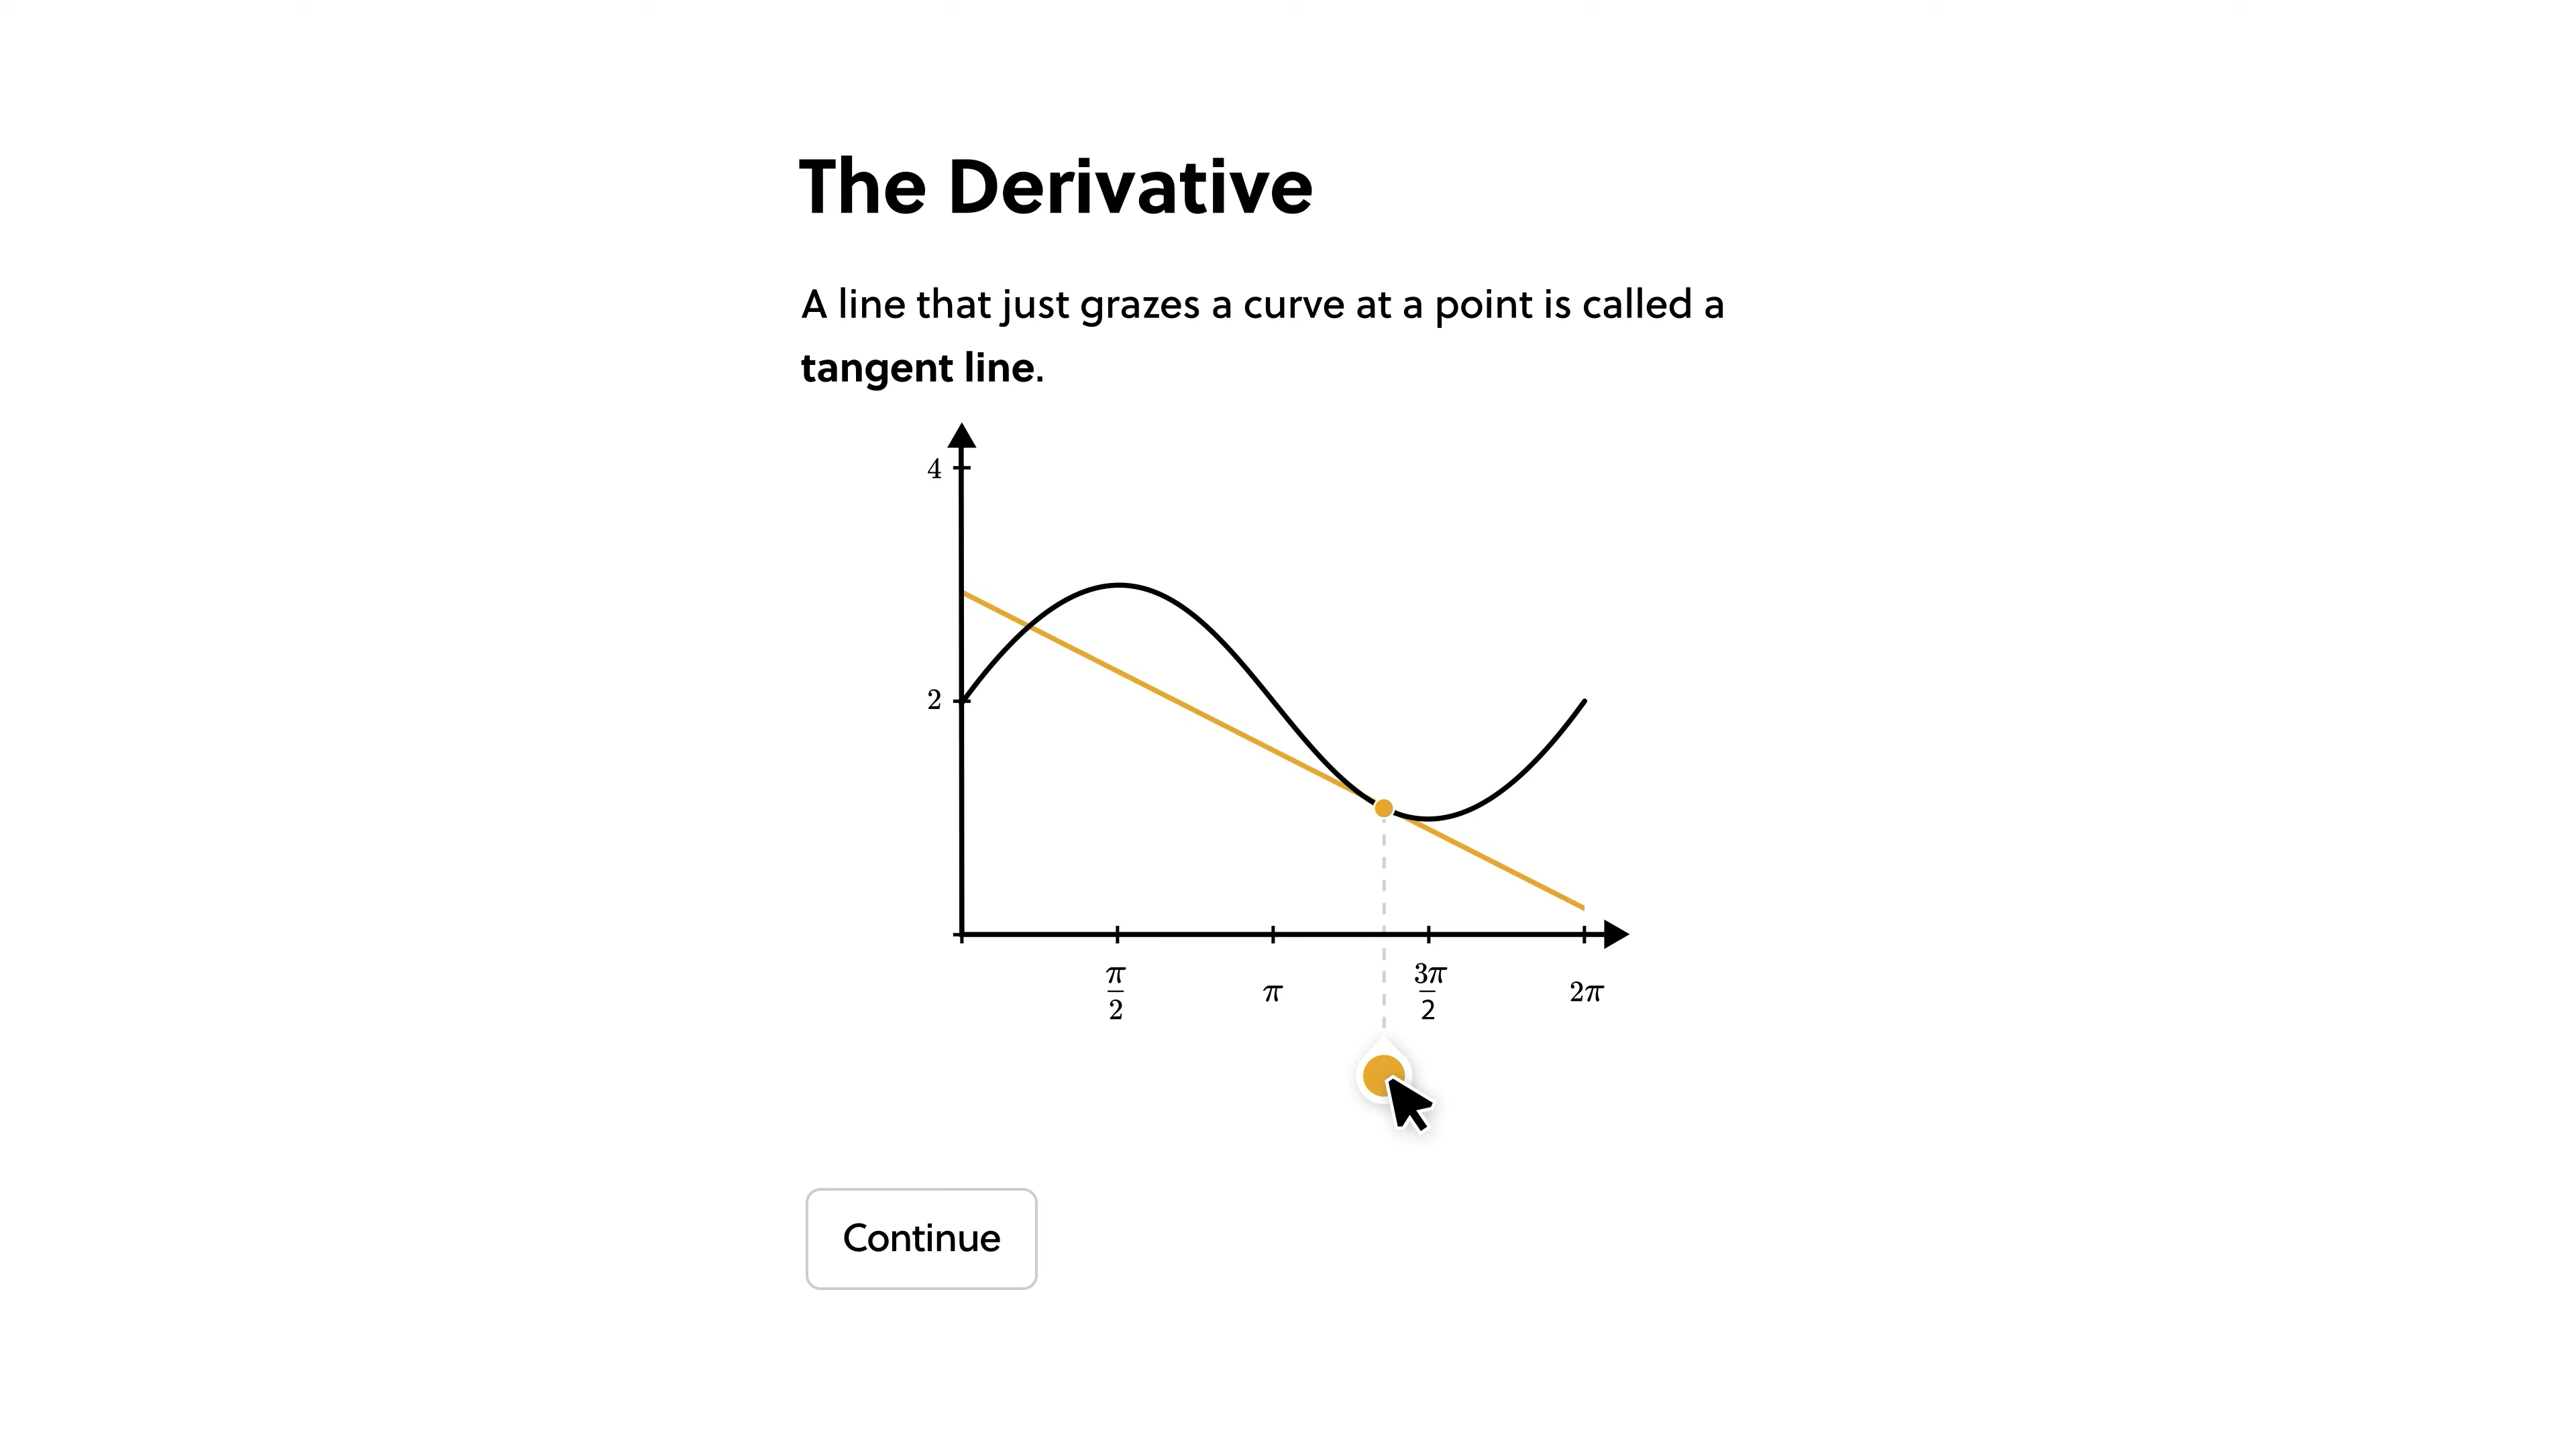 The Derivative
A line that just grazes a curve at a point is called a
tangent line.
4
2
π/2 π 3π/2 2π
Continue